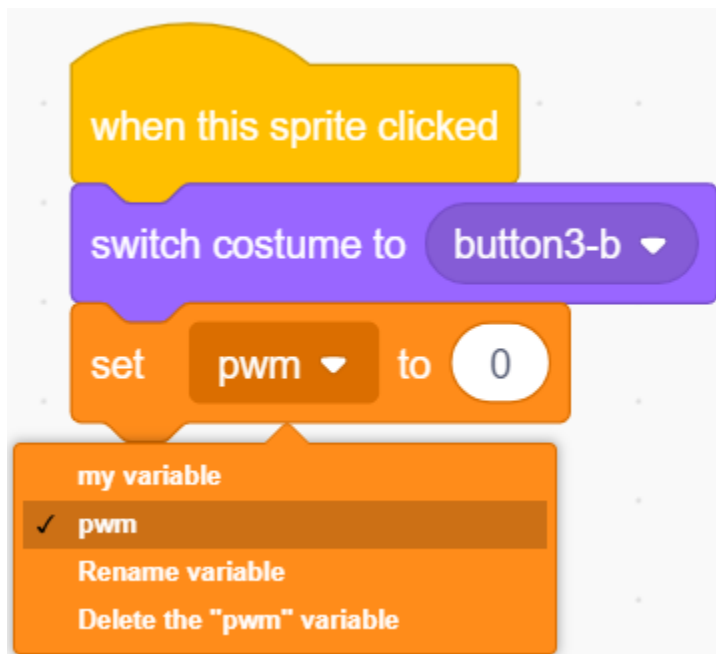 when this sprite clicked
switch costume to button3-b
set pwm to 0
my variable
✓ pwm
Rename variable
Delete the "pwm" variable